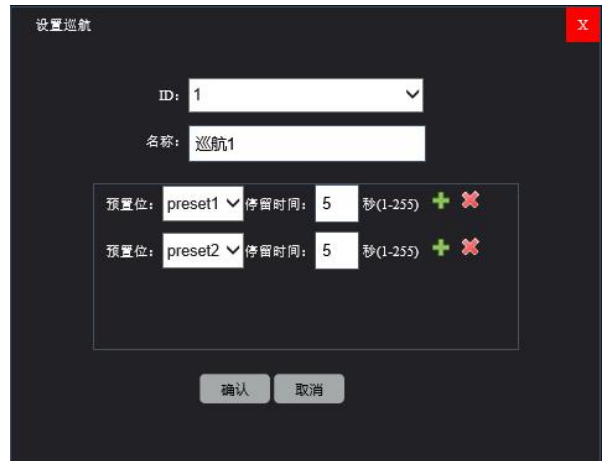 设置巡航 X
ID: 1
名称: 巡航1
预置位: preset1 停留时间: 5 秒(1-255)
预置位: preset2 停留时间: 5 秒(1-255)
确认 取消